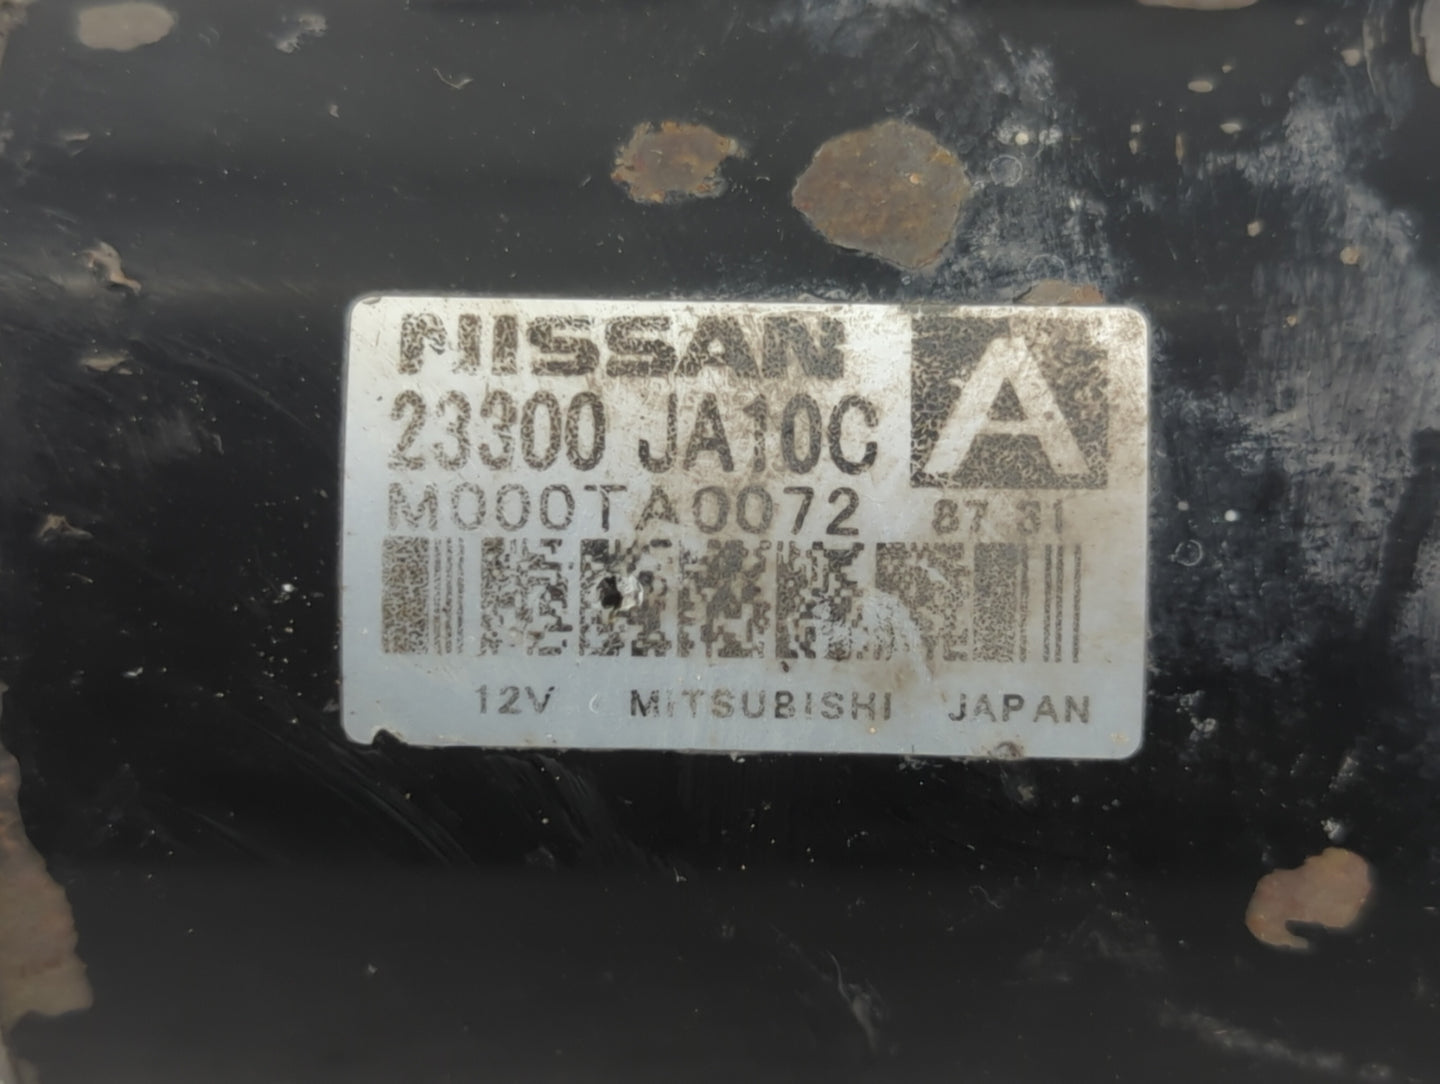 NISSAN
A
23300 JA10C
M000TA0072 87 31
12V MITSUBISHI JAPAN